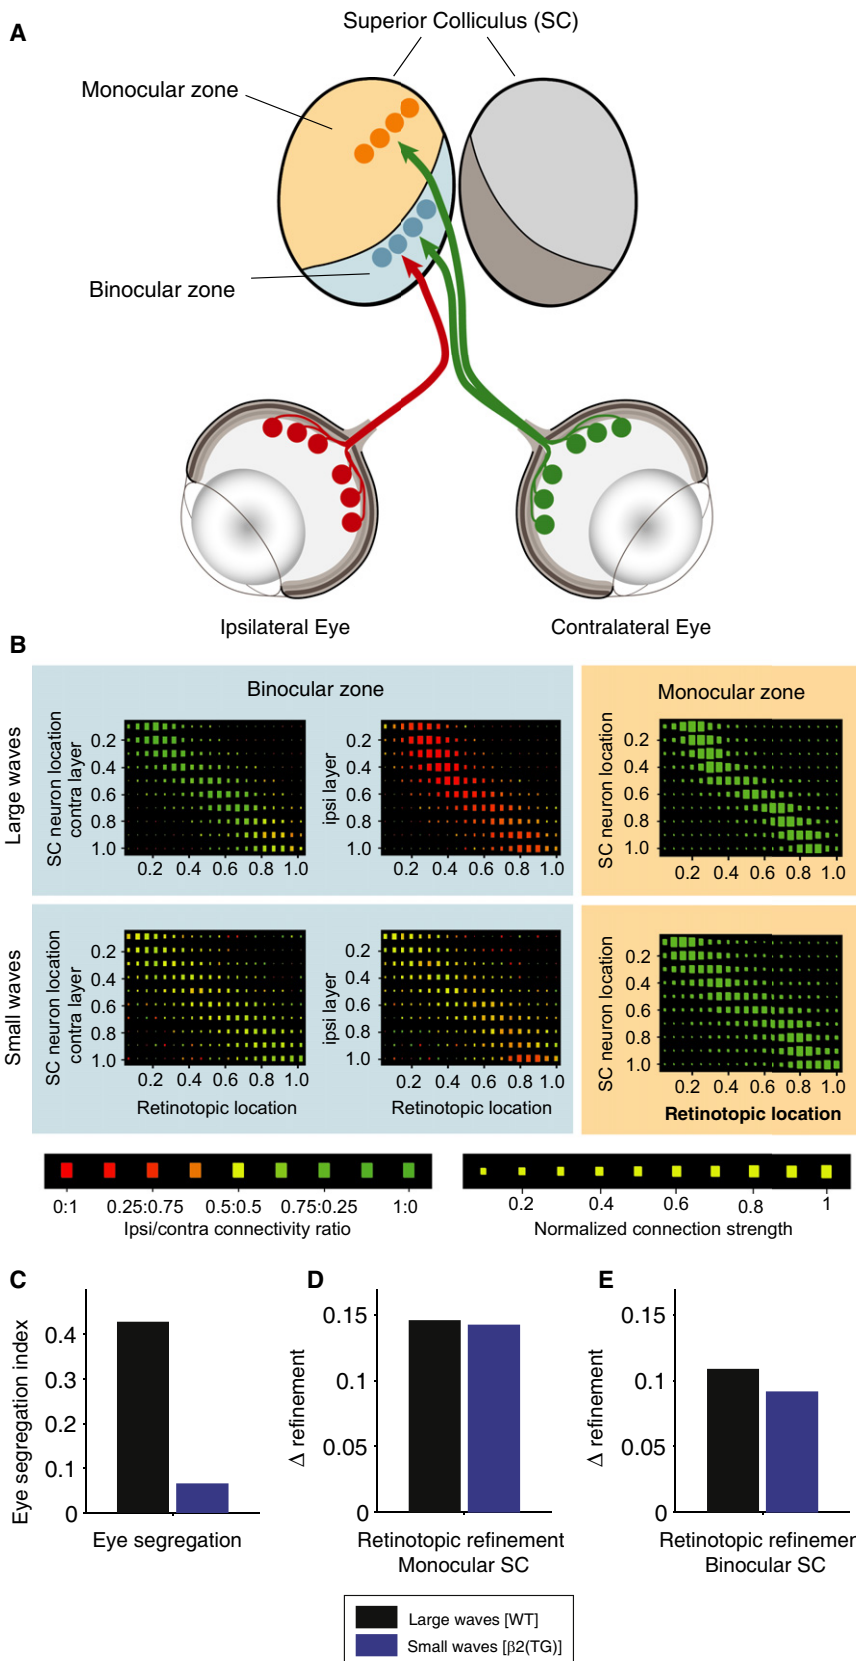 A
Superior Colliculus (SC)
Monocular zone
Binocular zone
Ipsilateral Eye
Contralateral Eye
B
Binocular zone
Monocular zone
Large waves
SC neuron location
contra layer
0.2
0.4
0.6
0.8
1.0
0.2 0.4 0.6 0.8 1.0
ipsi layer
0.2
0.4
0.6
0.8
1.0
0.2 0.4 0.6 0.8 1.0
SC neuron location
0.2
0.4
0.6
0.8
1.0
0.2 0.4 0.6 0.8 1.0
Small waves
SC neuron location
contra layer
0.2
0.4
0.6
0.8
1.0
0.2 0.4 0.6 0.8 1.0
Retinotopic location
ipsi layer
0.2
0.4
0.6
0.8
1.0
0.2 0.4 0.6 0.8 1.0
Retinotopic location
SC neuron location
0.2
0.4
0.6
0.8
1.0
0.2 0.4 0.6 0.8 1.0
Retinotopic location
0:1 0.25:0.75 0.5:0.5 0.75:0.25 1:0
Ipsi/contra connectivity ratio
0.2 0.4 0.6 0.8 1
Normalized connection strength
C
Eye segregation index
0.4
0.3
0.2
0.1
0
Eye segregation
D
Δ refinement
0.15
0.1
0.05
0
Retinotopic refinement
Monocular SC
E
Δ refinement
0.15
0.1
0.05
0
Retinotopic refinemer
Binocular SC
Large waves [WT]
Small waves [β2(TG)]